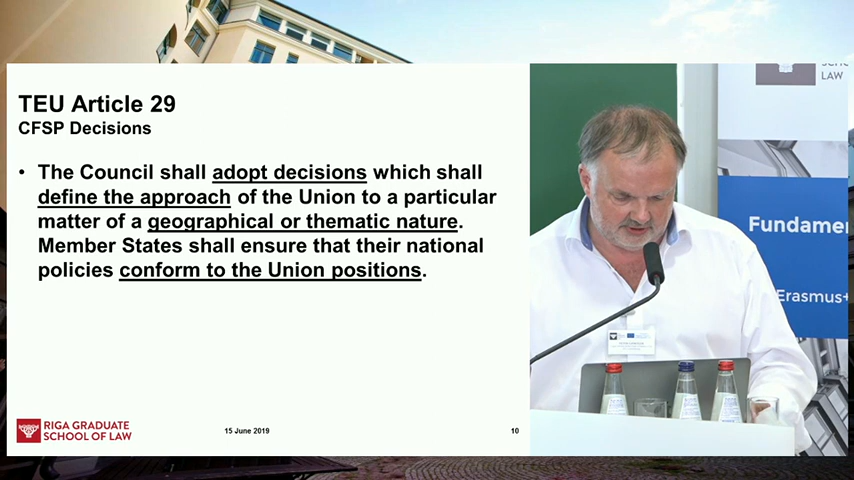 TEU Article 29
CFSP Decisions
• The Council shall adopt decisions which shall
define the approach of the Union to a particular
matter of a geographical or thematic nature.
Member States shall ensure that their national
policies conform to the Union positions.
RIGA GRADUATE
SCHOOL OF LAW
15 June 2019
10
LAW
Fundame
Erasmus+